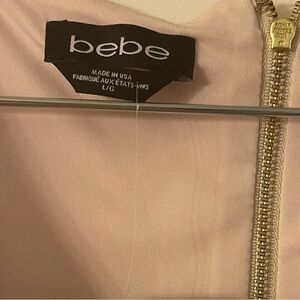 bebe
MADE IN USA
FABRIQUÉ AUX ÉTATS-UNIS
L/G